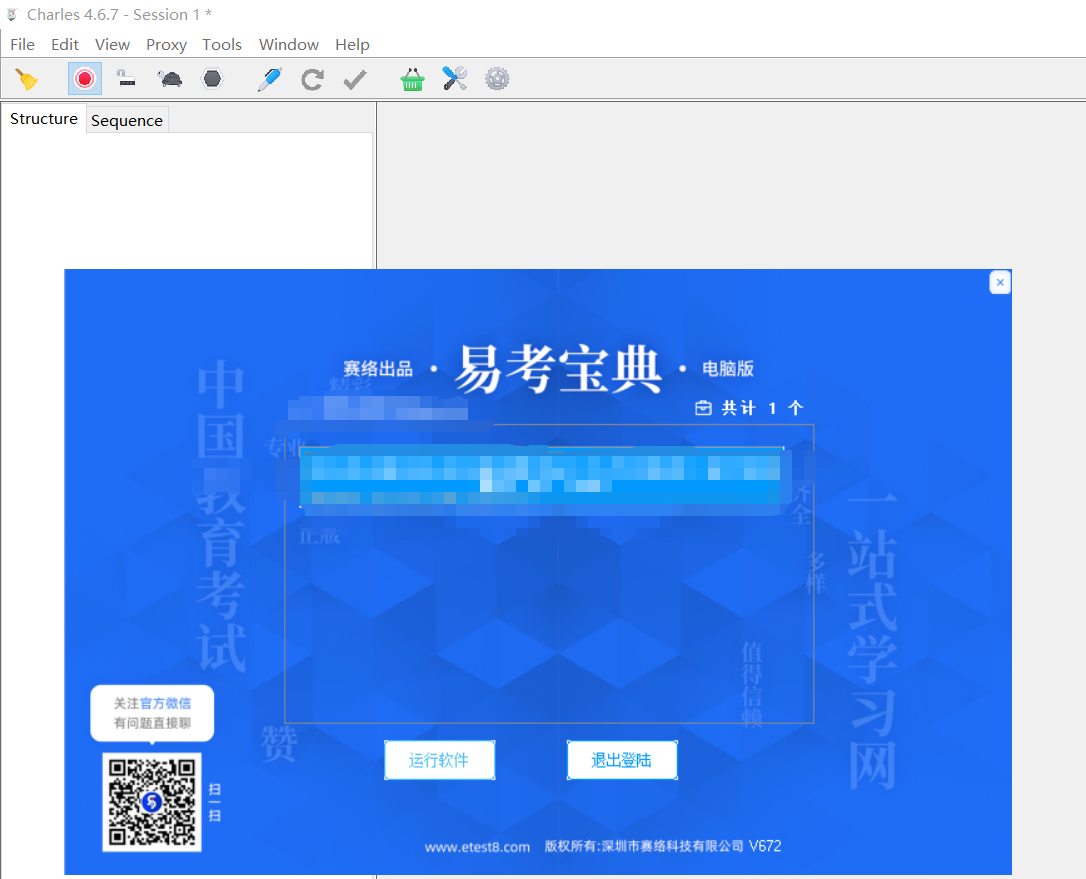 Charles 4.6.7 - Session 1 *
File Edit View Proxy Tools Window Help
Structure Sequence
赛络出品 · 易考宝典 · 电脑版
精彩
共计 1 个
专业
中国教育考试
齐全
正版
一站式学习网
多样
值得信赖
赞
关注官方微信
有问题直接聊
扫一扫
运行软件 退出登陆
www.etest8.com 版权所有:深圳市赛络科技有限公司 V672